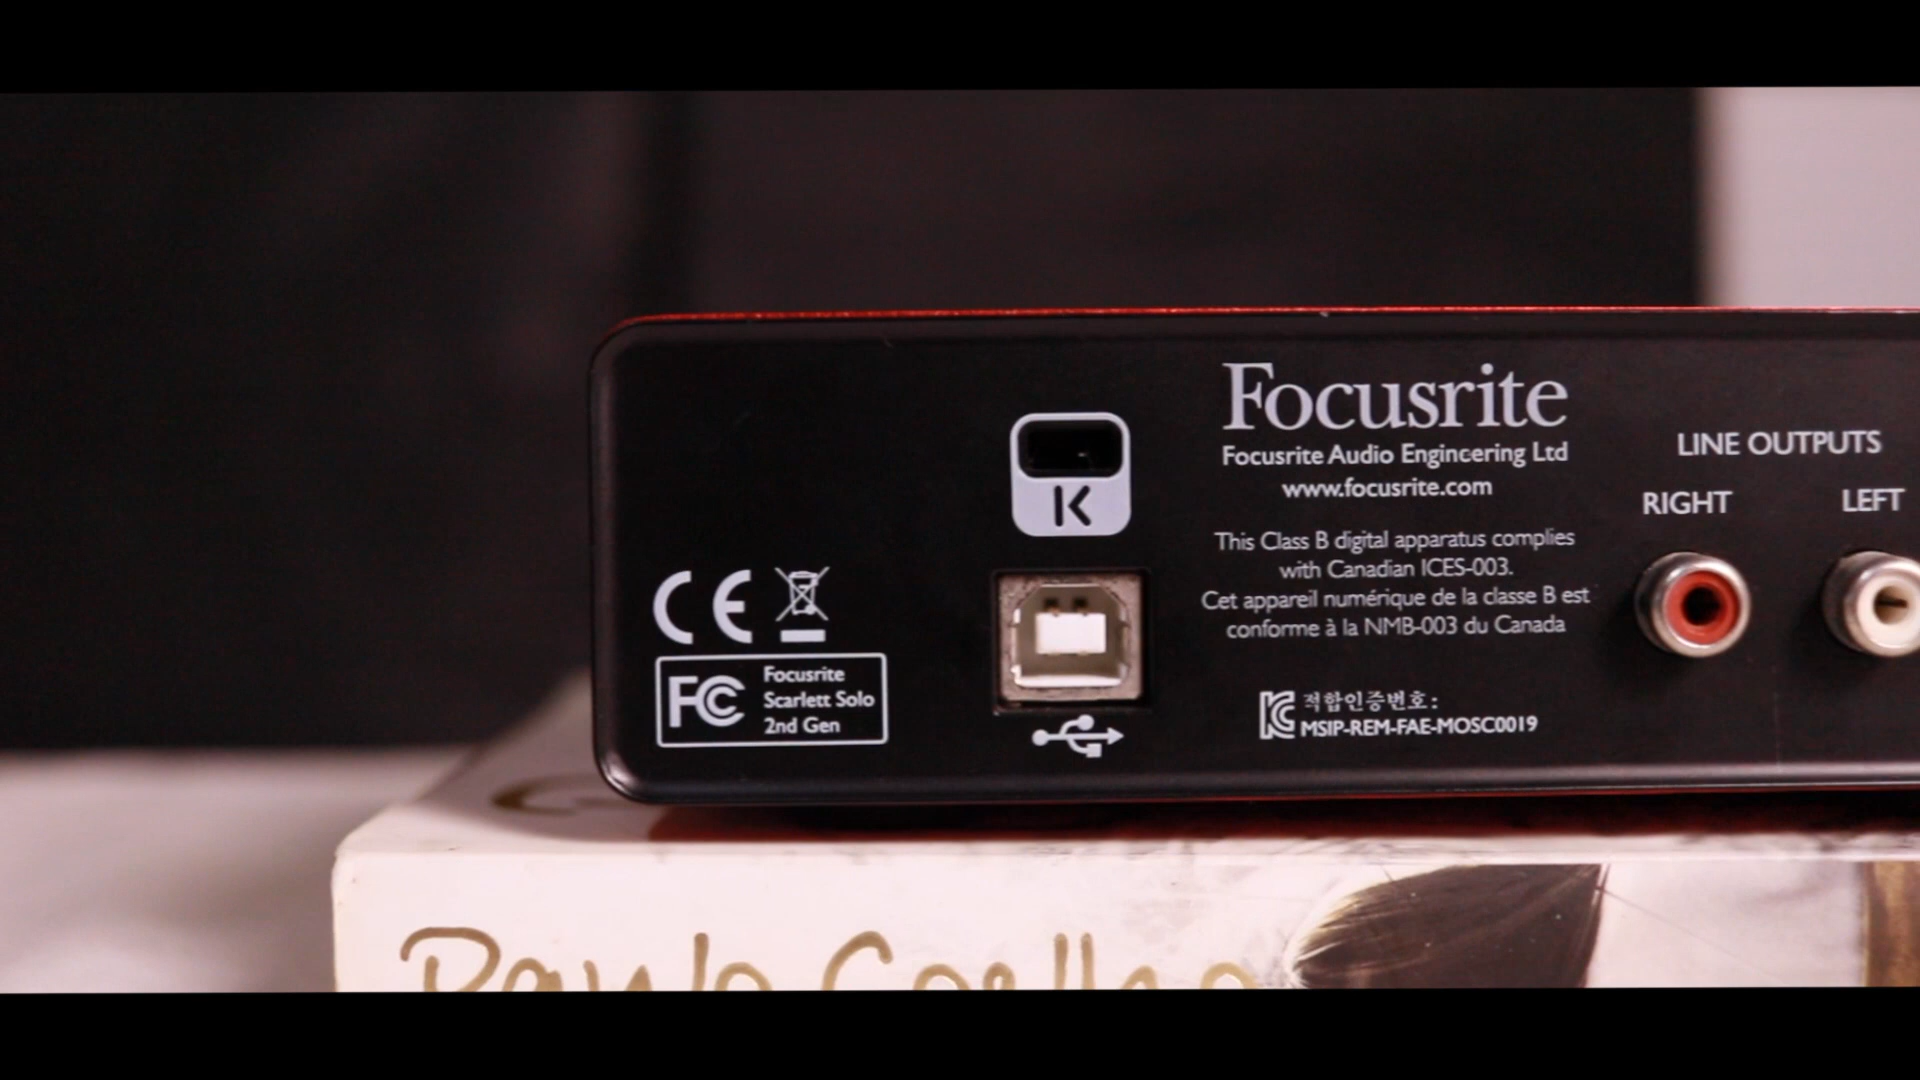 Focusrite
Focusrite Audio Engineering Ltd
www.focusrite.com
This Class B digital apparatus complies
with Canadian ICES-003.
Cet appareil numérique de la classe B est
conforme à la NMB-003 du Canada
적합인증번호:
MSIP-REM-FAE-MOSC0019
LINE OUTPUTS
RIGHT
LEFT
K
CE
FC
Focusrite
Scarlett Solo
2nd Gen
Paulo Coelho